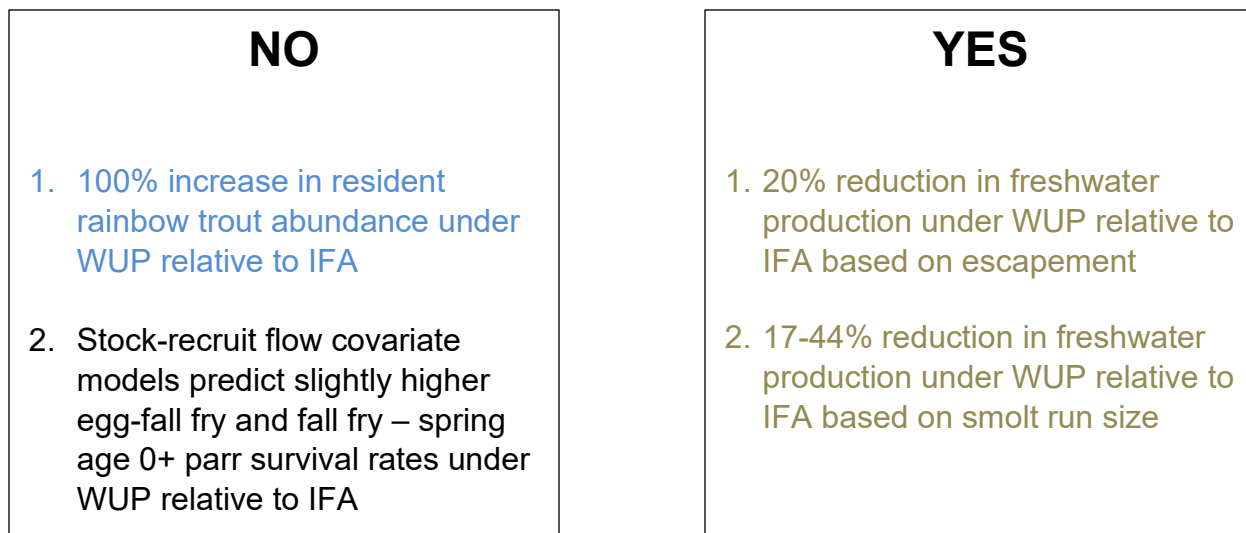 NO
1. 100% increase in resident
rainbow trout abundance under
WUP relative to IFA
2. Stock-recruit flow covariate
models predict slightly higher
egg-fall fry and fall fry – spring
age 0+ parr survival rates under
WUP relative to IFA
YES
1. 20% reduction in freshwater
production under WUP relative to
IFA based on escapement
2. 17-44% reduction in freshwater
production under WUP relative to
IFA based on smolt run size